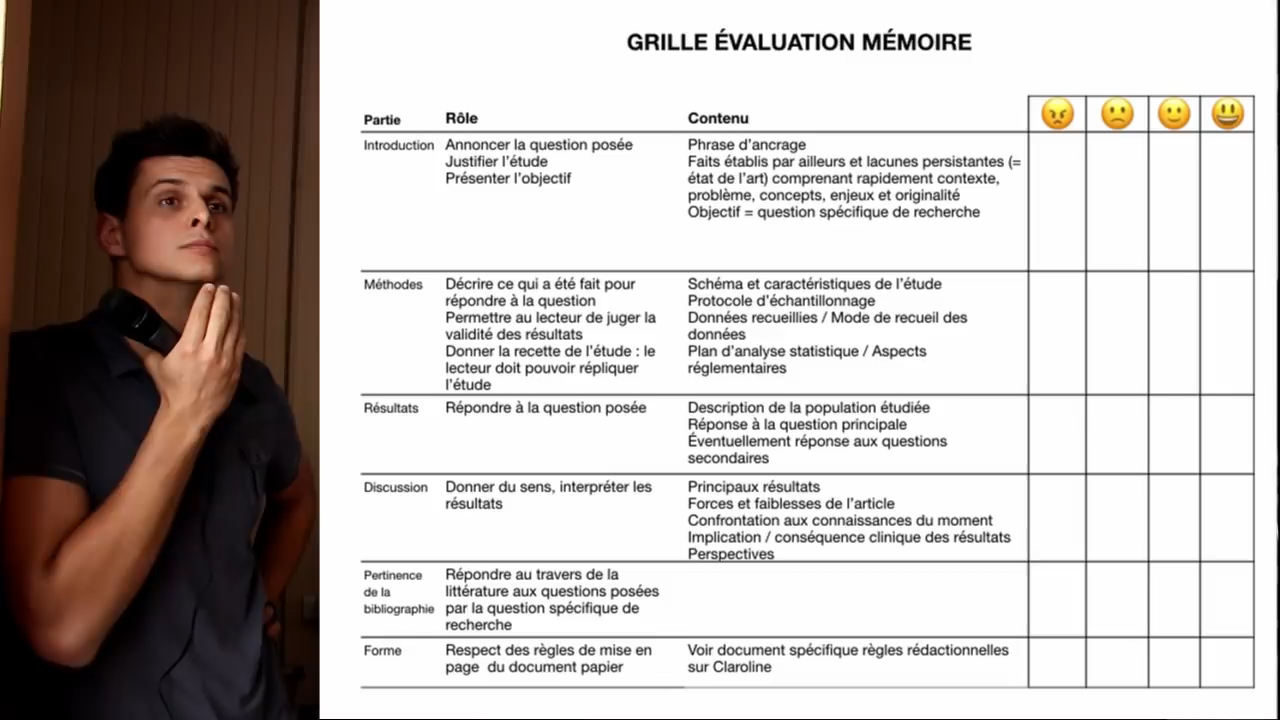 GRILLE ÉVALUATION MÉMOIRE
Partie Rôle Contenu
Introduction
Annoncer la question posée
Justifier l’étude
Présenter l’objectif
Phrase d’ancrage
Faits établis par ailleurs et lacunes persistantes (=
état de l’art) comprenant rapidement contexte,
problème, concepts, enjeux et originalité
Objectif = question spécifique de recherche
Méthodes
Décrire ce qui a été fait pour
répondre à la question
Permettre au lecteur de juger la
validité des résultats
Donner la recette de l’étude : le
lecteur doit pouvoir répliquer
l’étude
Schéma et caractéristiques de l’étude
Protocole d’échantillonnage
Données recueillies / Mode de recueil des
données
Plan d’analyse statistique / Aspects
réglementaires
Résultats
Répondre à la question posée
Description de la population étudiée
Réponse à la question principale
Éventuellement réponse aux questions
secondaires
Discussion
Donner du sens, interpréter les
résultats
Principaux résultats
Forces et faiblesses de l’article
Confrontation aux connaissances du moment
Implication / conséquence clinique des résultats
Perspectives
Pertinence
de la
bibliographie
Répondre au travers de la
littérature aux questions posées
par la question spécifique de
recherche
Forme
Respect des règles de mise en
page du document papier
Voir document spécifique règles rédactionnelles
sur Claroline